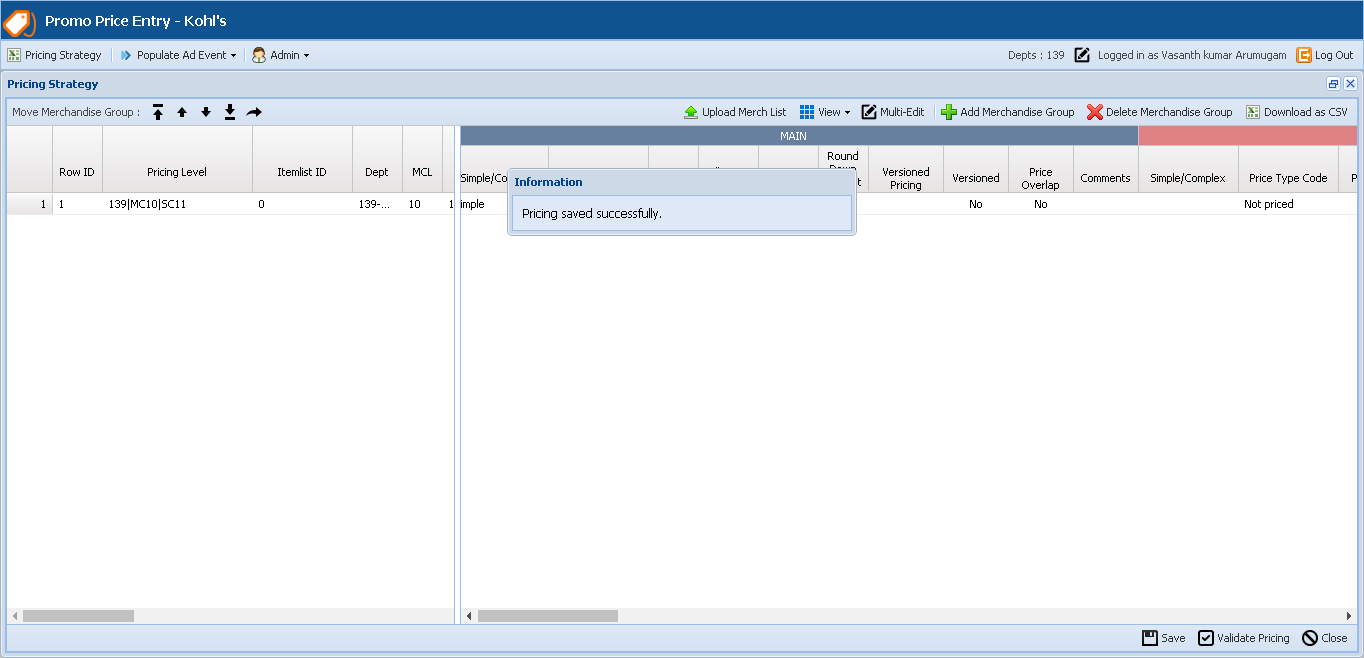 Promo Price Entry - Kohl's
Pricing Strategy Populate Ad Event Admin Depts : 139 Logged in as Vasanth kumar Arumugam Log Out
Pricing Strategy
Move Merchandise Group : Upload Merch List View Multi-Edit Add Merchandise Group Delete Merchandise Group Download as CSV
MAIN
Row ID Pricing Level Itemlist ID Dept MCL Simple/Co Round Versioned Pricing Versioned Price Overlap Comments Simple/Complex Price Type Code P
1 1 139|MC10|SC11 0 139-... 10 1 imple No No Not priced
Information
Pricing saved successfully.
Save Validate Pricing Close